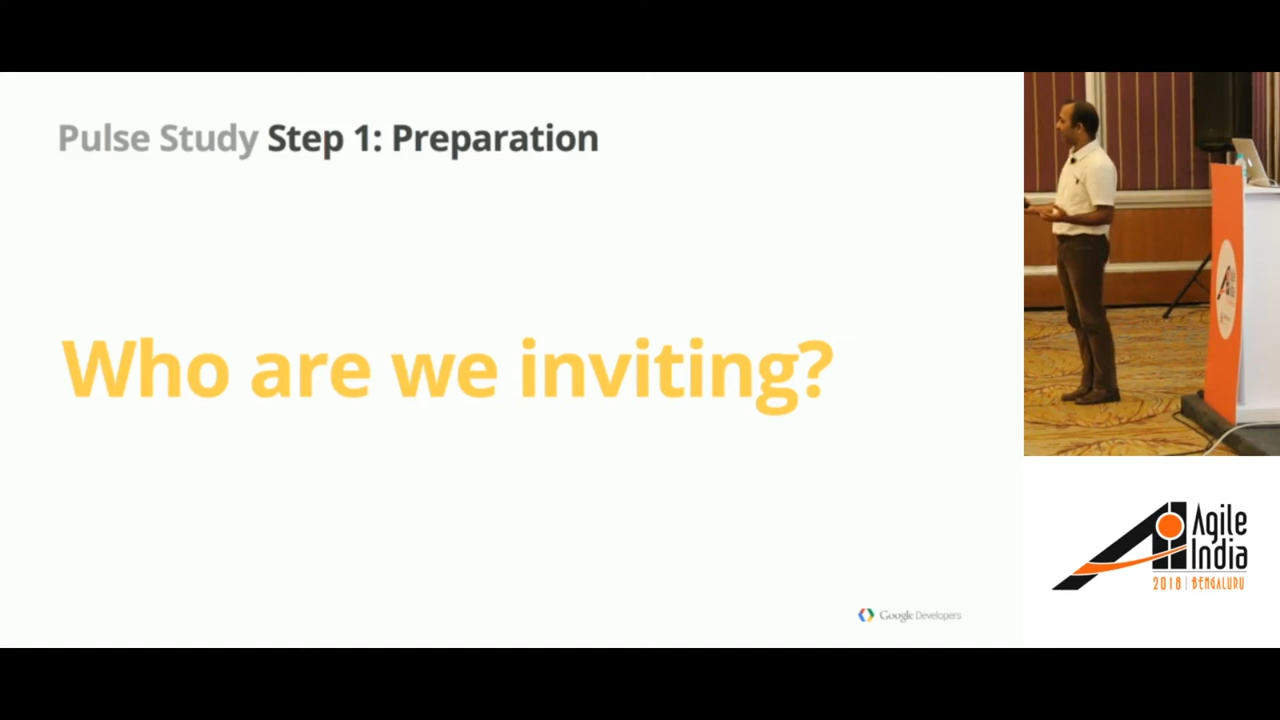 Pulse Study Step 1: Preparation
Who are we inviting?
Google Developers
Agile
India
2018 | BENGALURU